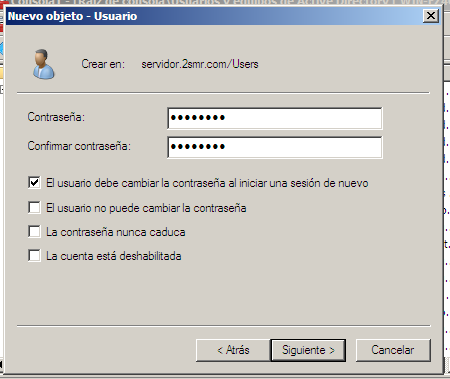 Nuevo objeto - Usuario
Crear en: servidor.2smr.com/Users
Contraseña: ••••••••
Confirmar contraseña: ••••••••
El usuario debe cambiar la contraseña al iniciar una sesión de nuevo
El usuario no puede cambiar la contraseña
La contraseña nunca caduca
La cuenta está deshabilitada
< Atrás Siguiente > Cancelar